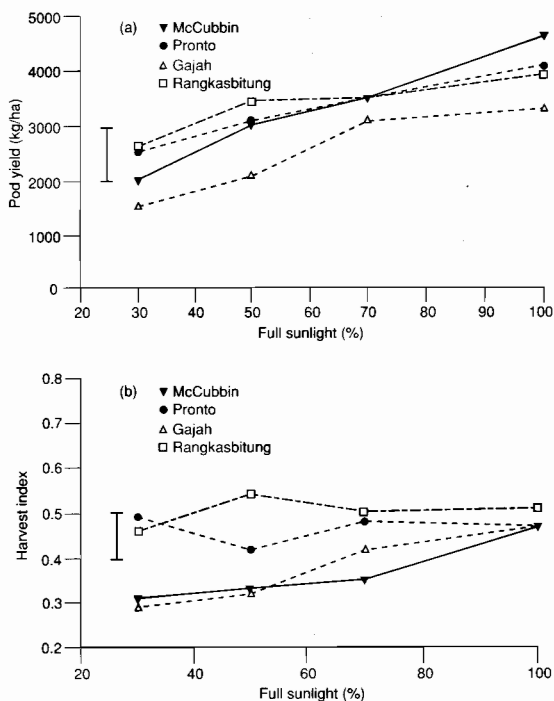 (a)
McCubbin
Pronto
Gajah
Rangkasbitung
Pod yield (kg/ha)
5000
4000
3000
2000
1000
0
20 30 40 50 60 70 80 90 100
Full sunlight (%)
(b)
McCubbin
Pronto
Gajah
Rangkasbitung
Harvest index
0.8
0.7
0.6
0.5
0.4
0.3
0.2
20 40 60 80 100
Full sunlight (%)